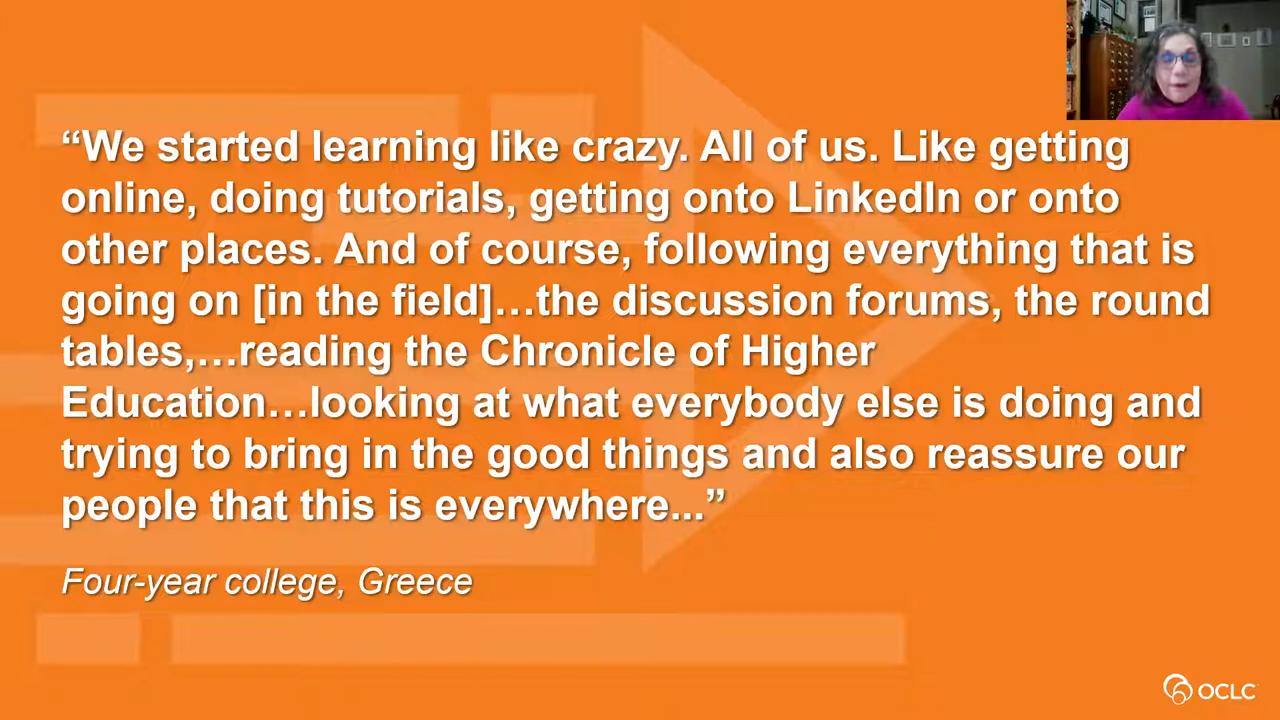 “We started learning like crazy. All of us. Like getting
online, doing tutorials, getting onto LinkedIn or onto
other places. And of course, following everything that is
going on [in the field]…the discussion forums, the round
tables,…reading the Chronicle of Higher
Education…looking at what everybody else is doing and
trying to bring in the good things and also reassure our
people that this is everywhere...”
Four-year college, Greece
OCLC